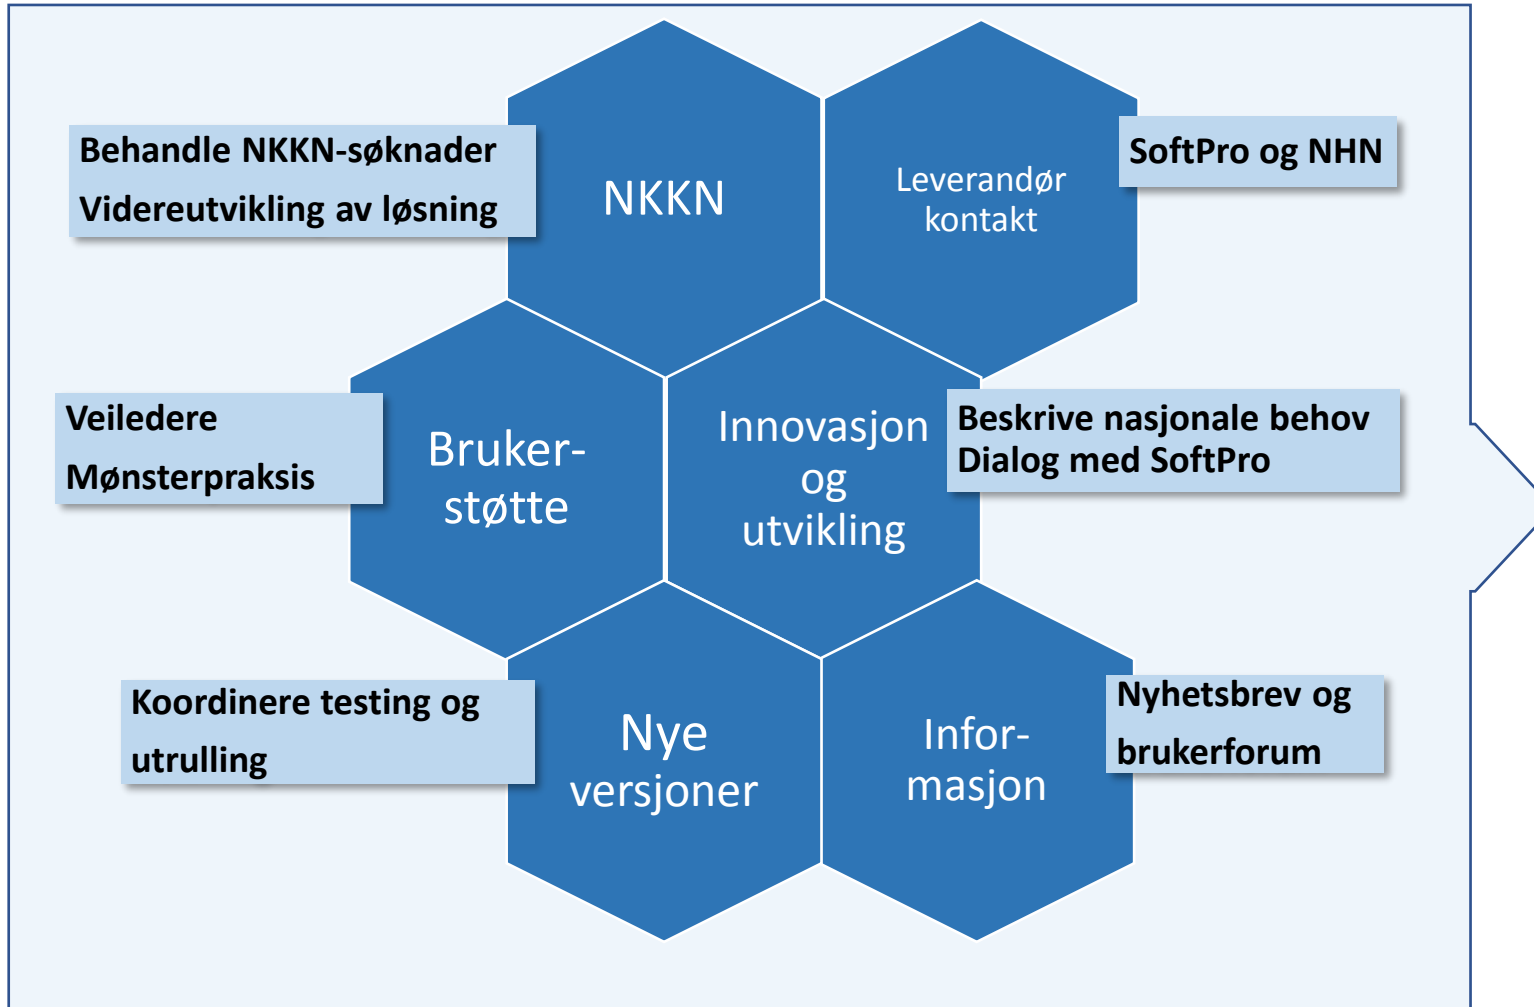 Behandle NKKN-søknader
Videreutvikling av løsning
NKKN
Leverandør
kontakt
SoftPro og NHN
Veiledere
Mønsterpraksis
Bruker-
støtte
Innovasjon
og
utvikling
Beskrive nasjonale behov
Dialog med SoftPro
Koordinere testing og
utrulling
Nye
versjoner
Infor-
masjon
Nyhetsbrev og
brukerforum